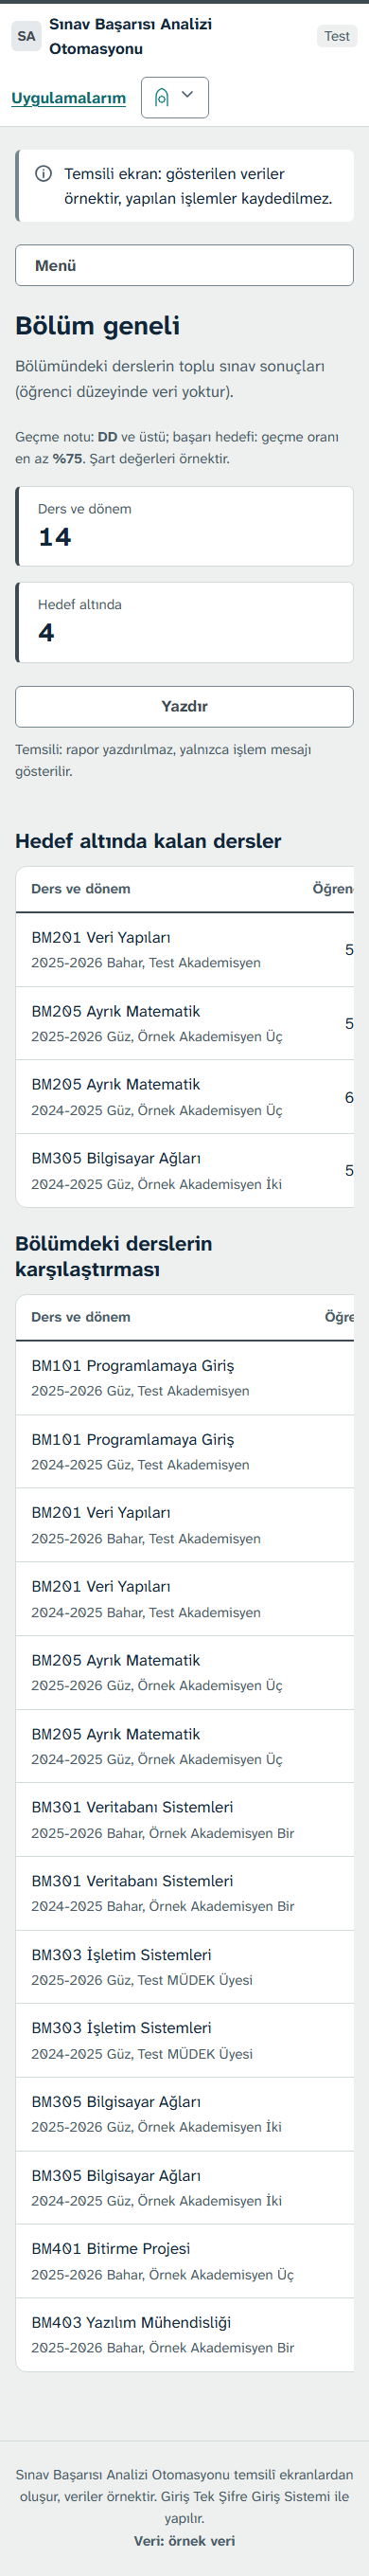 SA
Sınav Başarısı Analizi
Otomasyonu
Test
Uygulamalarım
Temsili ekran: gösterilen veriler
örnektir, yapılan işlemler kaydedilmez.
Menü
Bölüm geneli
Bölümündeki derslerin toplu sınav sonuçları
(öğrenci düzeyinde veri yoktur).
Geçme notu: DD ve üstü; başarı hedefi: geçme oranı
en az %75. Şart değerleri örnektir.
Ders ve dönem
14
Hedef altında
4
Yazdır
Temsili: rapor yazdırılmaz, yalnızca işlem mesajı
gösterilir.
Hedef altında kalan dersler
Ders ve dönem Öğren
BM201 Veri Yapıları
2025-2026 Bahar, Test Akademisyen
5
BM205 Ayrık Matematik
2025-2026 Güz, Örnek Akademisyen Üç
5
BM205 Ayrık Matematik
2024-2025 Güz, Örnek Akademisyen Üç
6
BM305 Bilgisayar Ağları
2024-2025 Güz, Örnek Akademisyen İki
5
Bölümdeki derslerin
karşılaştırması
Ders ve dönem Öğre
BM101 Programlamaya Giriş
2025-2026 Güz, Test Akademisyen
BM101 Programlamaya Giriş
2024-2025 Güz, Test Akademisyen
BM201 Veri Yapıları
2025-2026 Bahar, Test Akademisyen
BM201 Veri Yapıları
2024-2025 Bahar, Test Akademisyen
BM205 Ayrık Matematik
2025-2026 Güz, Örnek Akademisyen Üç
BM205 Ayrık Matematik
2024-2025 Güz, Örnek Akademisyen Üç
BM301 Veritabanı Sistemleri
2025-2026 Bahar, Örnek Akademisyen Bir
BM301 Veritabanı Sistemleri
2024-2025 Bahar, Örnek Akademisyen Bir
BM303 İşletim Sistemleri
2025-2026 Güz, Test MÜDEK Üyesi
BM303 İşletim Sistemleri
2024-2025 Güz, Test MÜDEK Üyesi
BM305 Bilgisayar Ağları
2025-2026 Güz, Örnek Akademisyen İki
BM305 Bilgisayar Ağları
2024-2025 Güz, Örnek Akademisyen İki
BM401 Bitirme Projesi
2025-2026 Bahar, Örnek Akademisyen Üç
BM403 Yazılım Mühendisliği
2025-2026 Bahar, Örnek Akademisyen Bir
Sınav Başarısı Analizi Otomasyonu temsilî ekranlardan
oluşur, veriler örnektir. Giriş Tek Şifre Giriş Sistemi ile
yapılır.
Veri: örnek veri